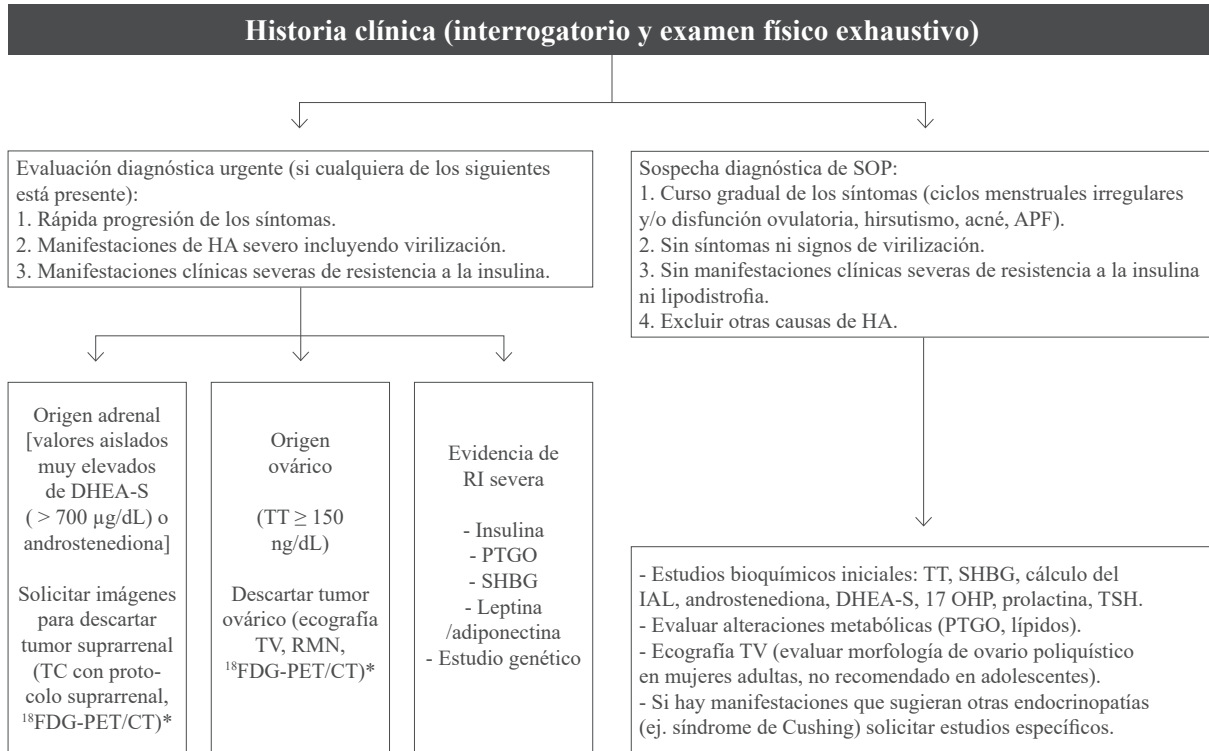 Historia clínica (interrogatorio y examen físico exhaustivo)
Evaluación diagnóstica urgente (si cualquiera de los siguientes
está presente):
1. Rápida progresión de los síntomas.
2. Manifestaciones de HA severo incluyendo virilización.
3. Manifestaciones clínicas severas de resistencia a la insulina.
Sospecha diagnóstica de SOP:
1. Curso gradual de los síntomas (ciclos menstruales irregulares
y/o disfunción ovulatoria, hirsutismo, acné, APF).
2. Sin síntomas ni signos de virilización.
3. Sin manifestaciones clínicas severas de resistencia a la insulina
ni lipodistrofia.
4. Excluir otras causas de HA.
Origen adrenal
[valores aislados
muy elevados
de DHEA-S
( > 700 µg/dL) o
androstenediona]
Solicitar imágenes
para descartar
tumor suprarrenal
(TC con proto-
colo suprarrenal,
¹⁸FDG-PET/CT)*
Origen
ovárico
(TT ≥ 150
ng/dL)
Descartar tumor
ovárico (ecografía
TV, RMN,
¹⁸FDG-PET/CT)*
Evidencia de
RI severa
- Insulina
- PTGO
- SHBG
- Leptina
/adiponectina
- Estudio genético
- Estudios bioquímicos iniciales: TT, SHBG, cálculo del
IAL, androstenediona, DHEA-S, 17 OHP, prolactina, TSH.
- Evaluar alteraciones metabólicas (PTGO, lípidos).
- Ecografía TV (evaluar morfología de ovario poliquístico
en mujeres adultas, no recomendado en adolescentes).
- Si hay manifestaciones que sugieran otras endocrinopatías
(ej. síndrome de Cushing) solicitar estudios específicos.